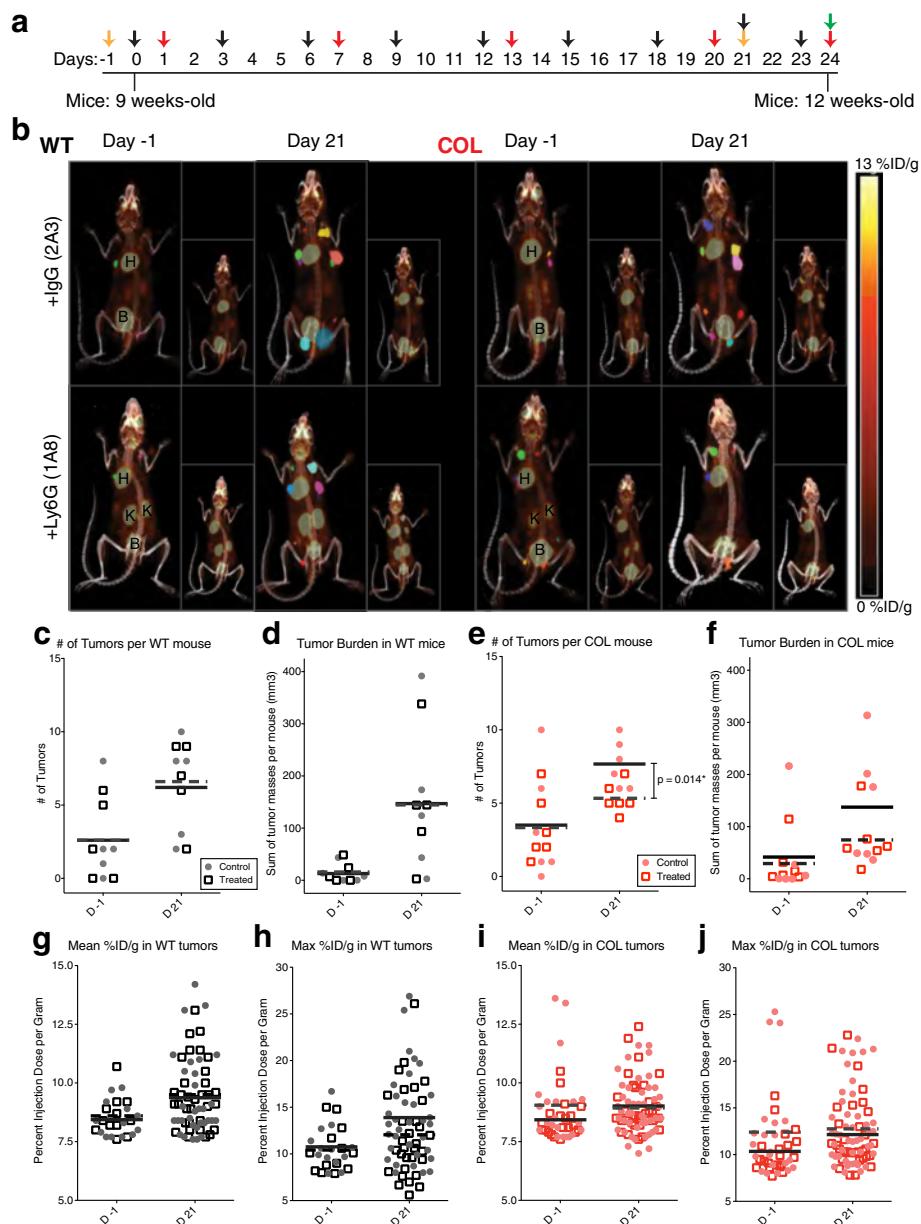 a
Days: -1 0 1 2 3 4 5 6 7 8 9 10 11 12 13 14 15 16 17 18 19 20 21 22 23 24
Mice: 9 weeks-old Mice: 12 weeks-old
b WT Day -1 Day 21 COL Day -1 Day 21
13 %ID/g
+IgG (2A3)
H
B
H
B
+Ly6G (1A8)
H
K K
B
H
K K
B
0 %ID/g
c # of Tumors per WT mouse
# of Tumors
15
10
5
0
Control
Treated
D -1 D 21
d Tumor Burden in WT mice
Sum of tumor masses per mouse (mm3)
400
300
200
100
0
D -1 D 21
e # of Tumors per COL mouse
# of Tumors
15
10
5
0
p = 0.014*
Control
Treated
D -1 D 21
f Tumor Burden in COL mice
Sum of tumor masses per mouse (mm3)
400
300
200
100
0
D -1 D 21
g Mean %ID/g in WT tumors
Percent Injection Dose per Gram
15.0
12.5
10.0
7.5
5.0
D -1 D 21
h Max %ID/g in WT tumors
Percent Injection Dose per Gram
30
25
20
15
10
5
D -1 D 21
i Mean %ID/g in COL tumors
Percent Injection Dose per Gram
15.0
12.5
10.0
7.5
5.0
D -1 D 21
j Max %ID/g in COL tumors
Percent Injection Dose per Gram
30
25
20
15
10
5
D -1 D 21